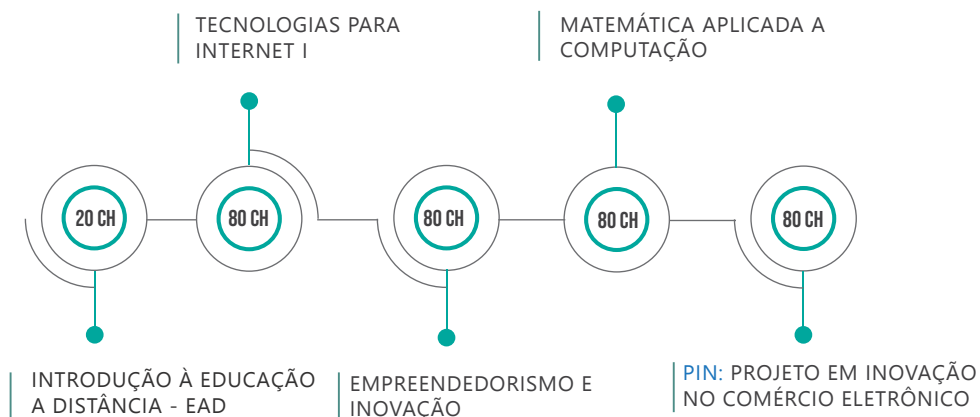 TECNOLOGIAS PARA
INTERNET I
MATEMÁTICA APLICADA A
COMPUTAÇÃO
20 CH
80 CH
80 CH
80 CH
80 CH
INTRODUÇÃO À EDUCAÇÃO
A DISTÂNCIA - EAD
EMPREENDEDORISMO E
INOVAÇÃO
PIN: PROJETO EM INOVAÇÃO
NO COMÉRCIO ELETRÔNICO